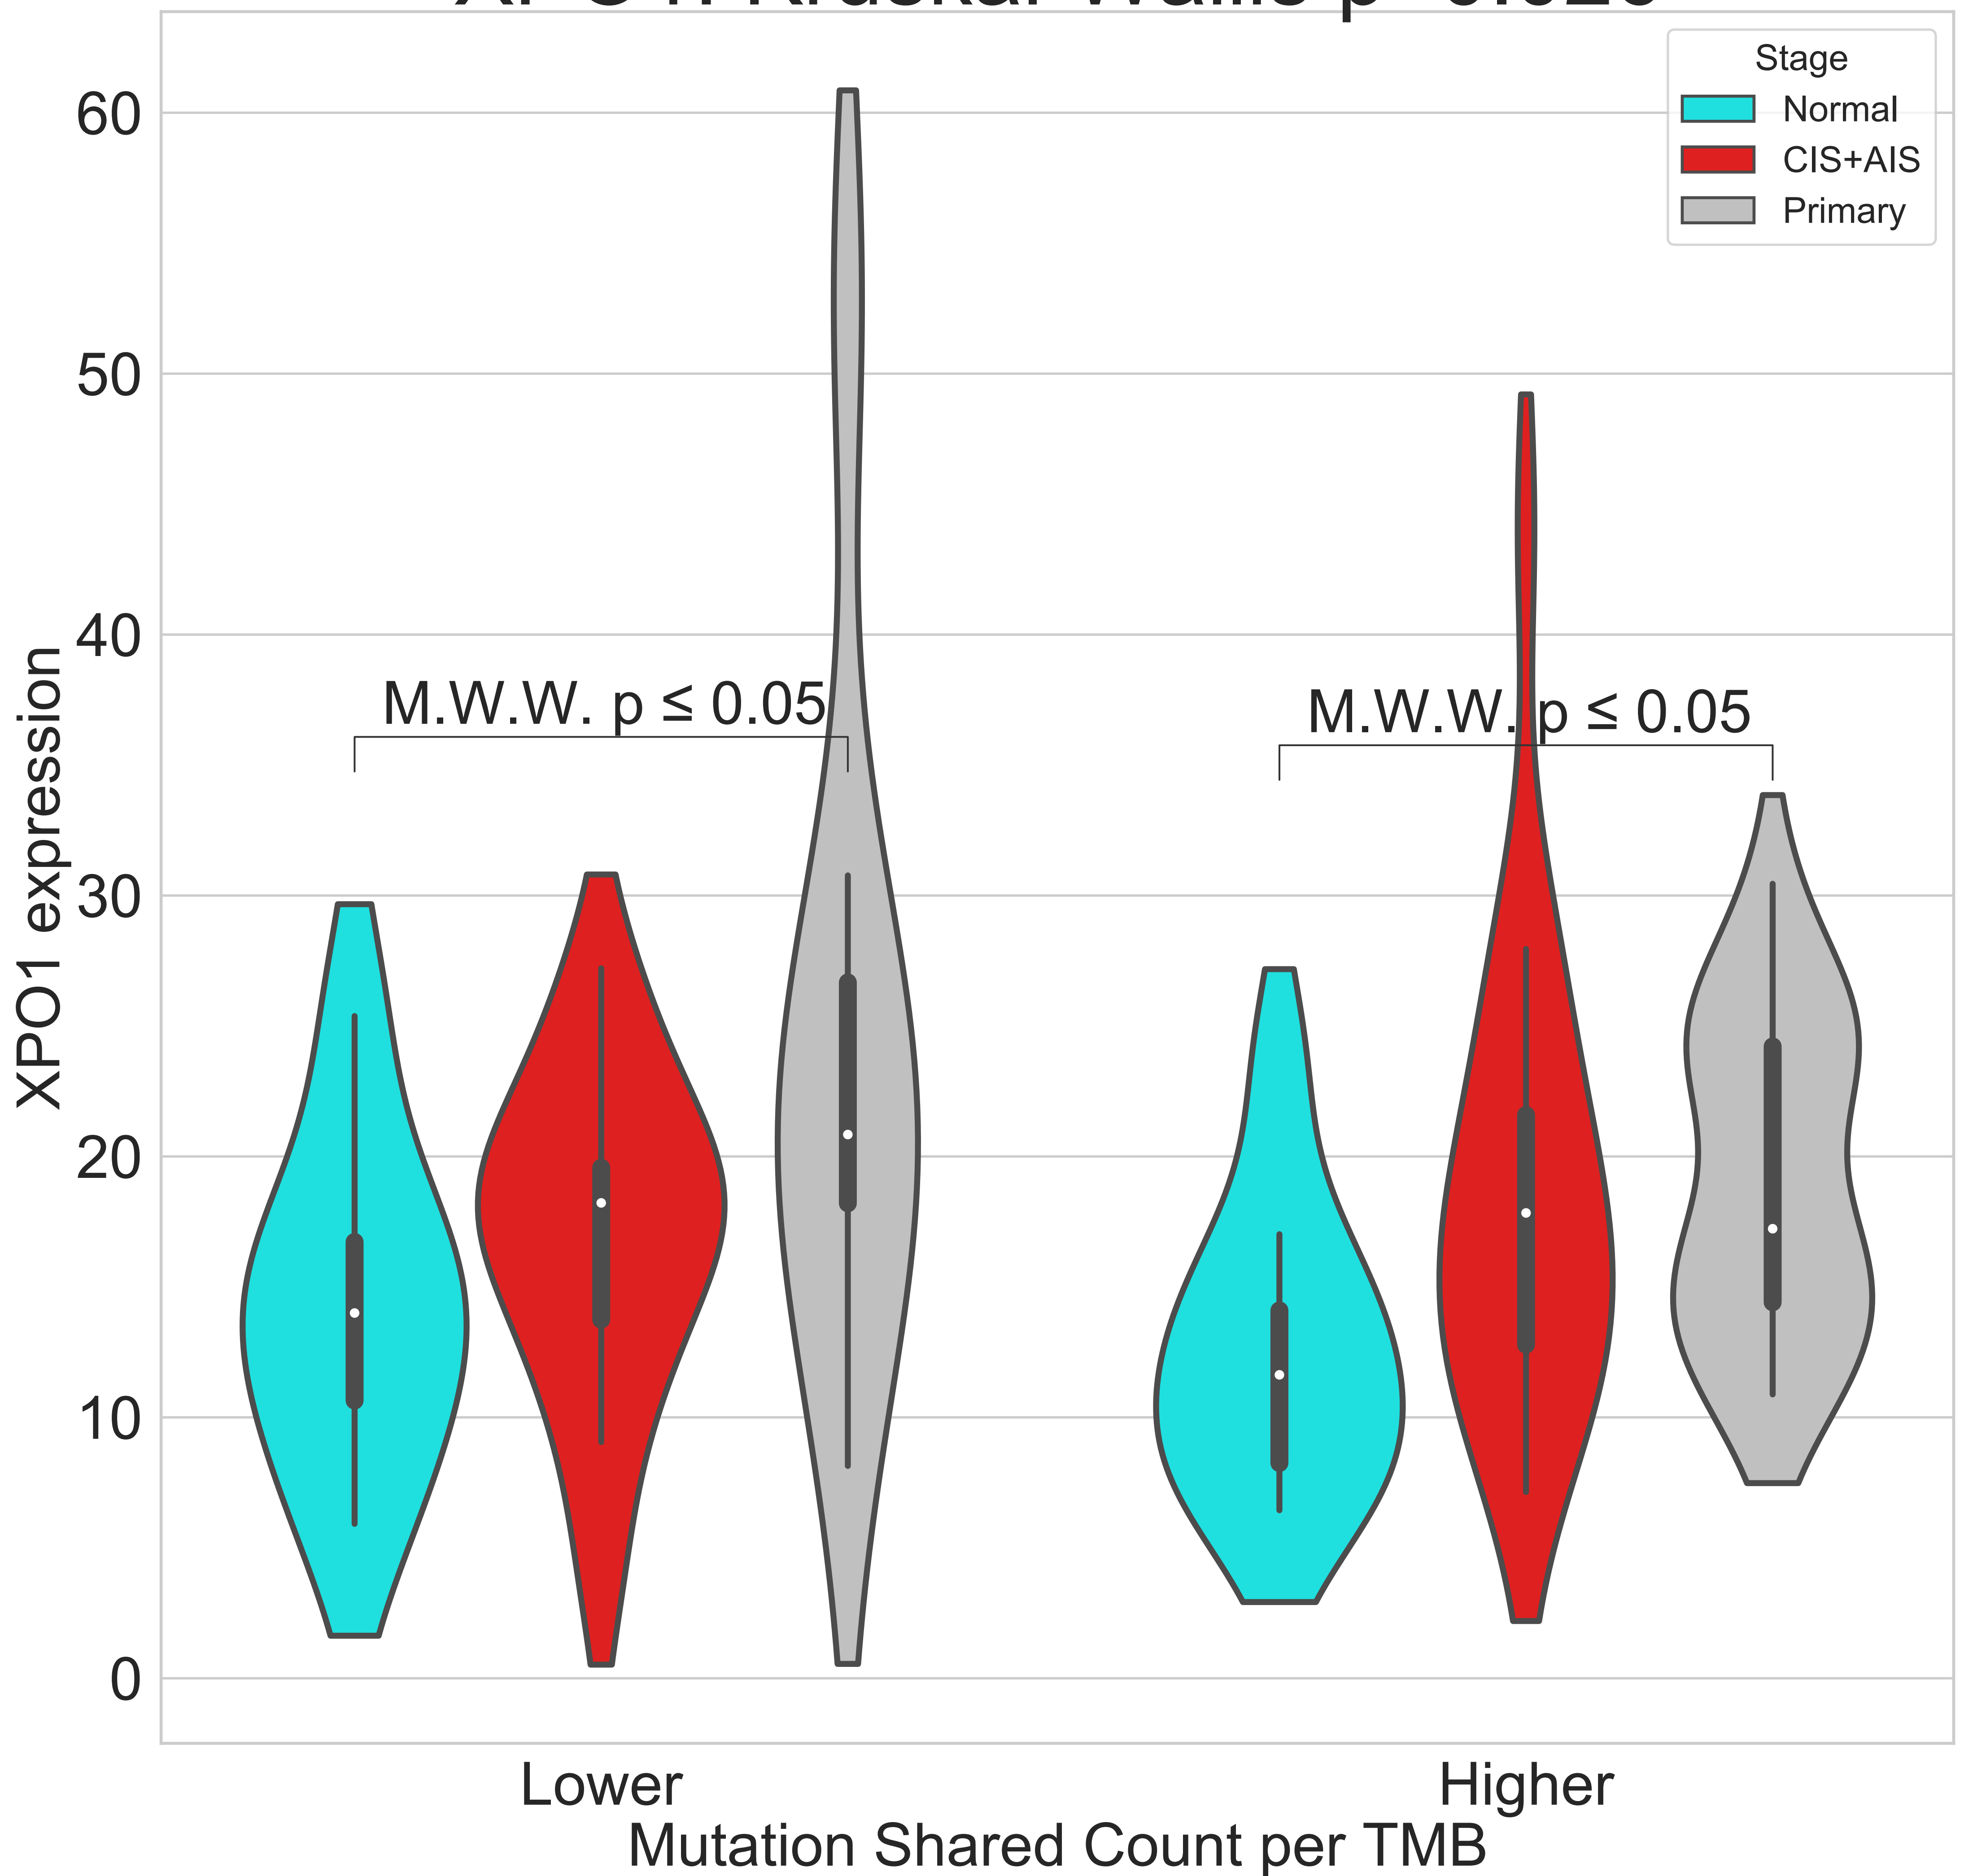 Stage
Normal
CIS+AIS
Primary
60
50
40
30
20
10
0
XPO1 expression
M.W.W. p ≤ 0.05
M.W.W. p ≤ 0.05
Lower
Higher
Mutation Shared Count per TMB